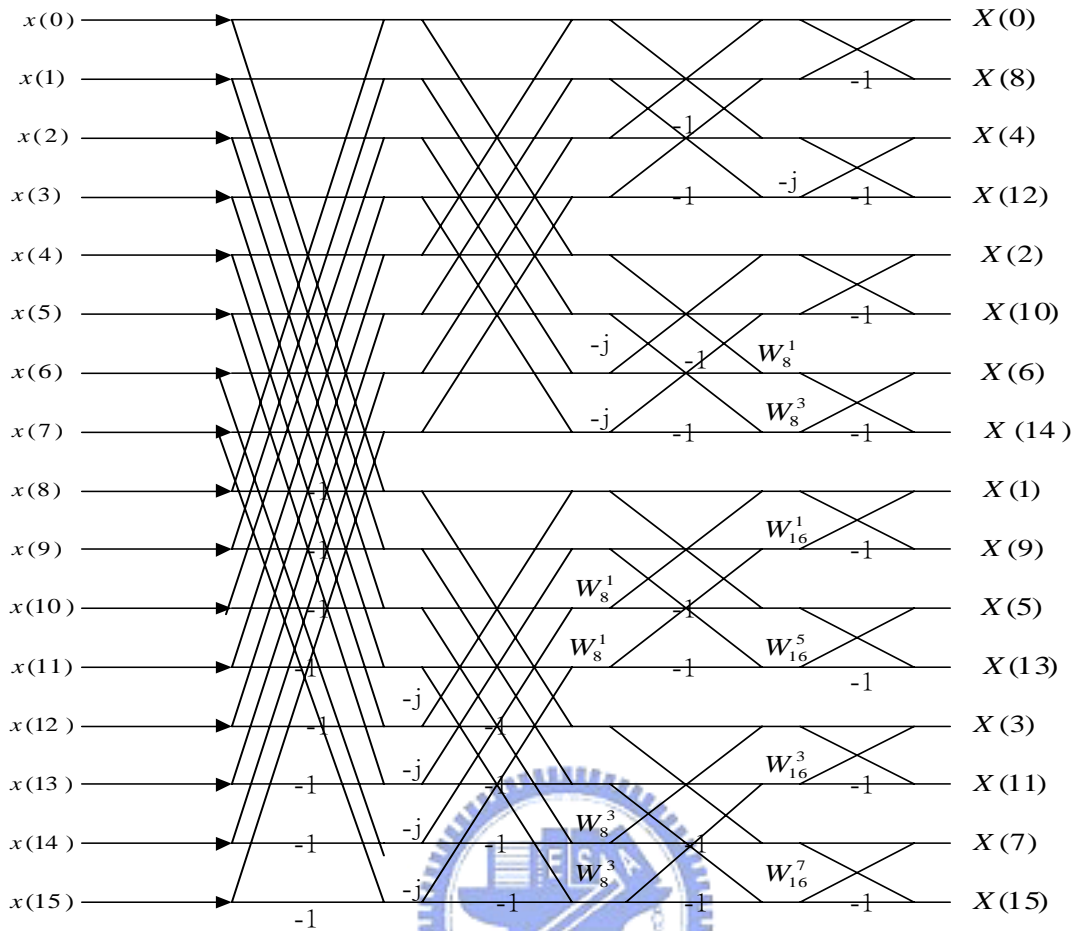 x(0) X(0)
x(1) -1 X(8)
x(2) -1 X(4)
x(3) -1 -j -1 X(12)
x(4) X(2)
x(5) -1 X(10)
-j -1 W_8^1
x(6) X(6)
x(7) -j -1 W_8^3 -1 X(14)
x(8) -1 X(1)
x(9) -1 W_16^1 -1 X(9)
W_8^1
x(10) -1 -1 X(5)
x(11) -1 W_8^1 -1 W_16^5 -1 X(13)
-j
x(12) -1 -1 X(3)
x(13) -1 -j -1 W_16^3 -1 X(11)
x(14) -1 -j -1 W_8^3 -1 X(7)
x(15) -1 -j -1 W_8^3 -1 W_16^7 -1 X(15)
E S A